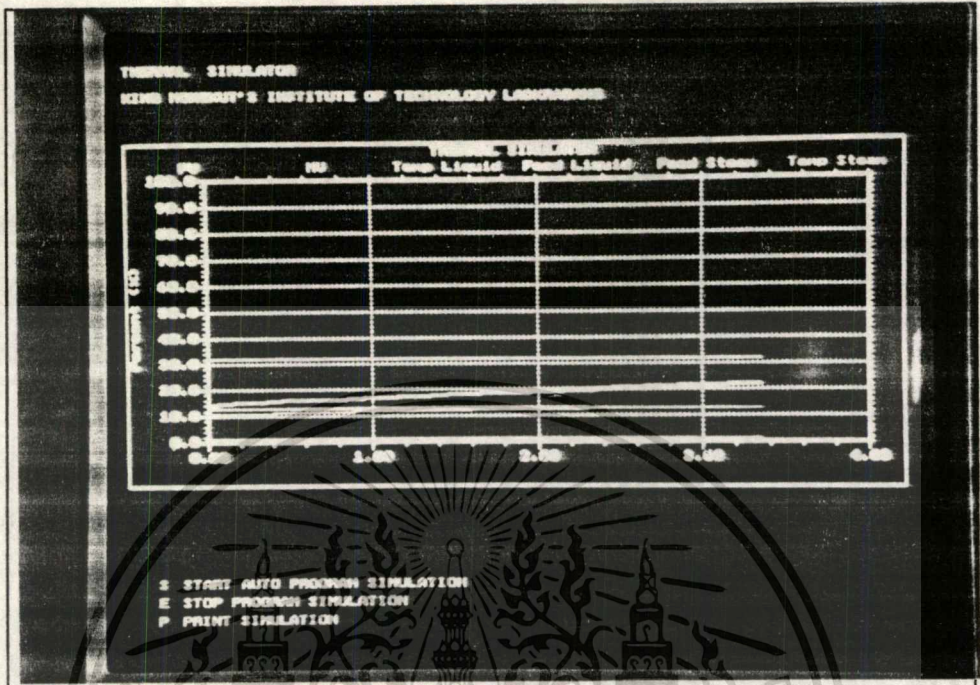 THERMAL SIMULATOR
KING MONGKUT'S INSTITUTE OF TECHNOLOGY LADKRABANG
THERMAL SIMULATOR
PV MV Temp Liquid Feed Liquid Feed Steam Temp Steam
100.0
90.0
80.0
70.0
60.0
50.0
40.0
30.0
20.0
10.0
0.0
Percent (%)
0.00 1.00 2.00 3.00 4.00
S START AUTO PROGRAM SIMULATION
E STOP PROGRAM SIMULATION
P PRINT SIMULATION